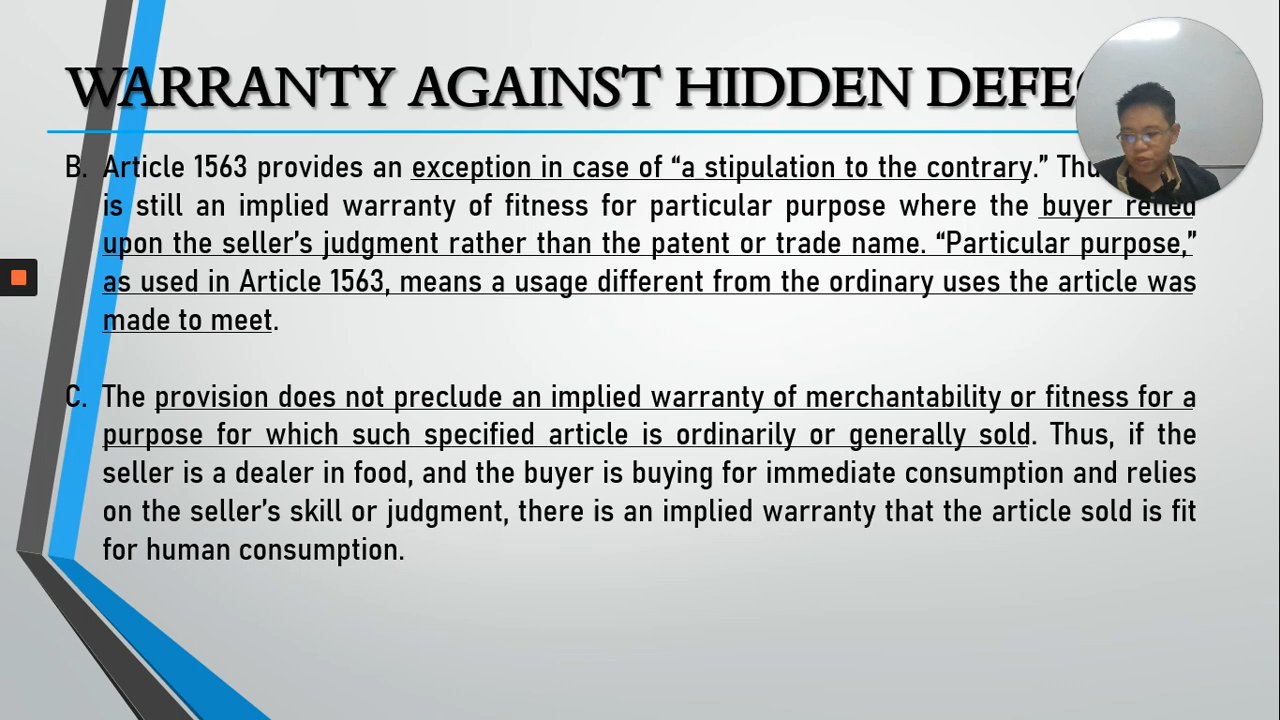 WARRANTY AGAINST HIDDEN
B. Article 1563 provides an exception in case of “a stipulation to the contrary.”
is still an implied warranty of fitness for particular purpose where the buyer relied
upon the seller’s judgment rather than the patent or trade name. “Particular purpose,”
as used in Article 1563, means a usage different from the ordinary uses the article was
made to meet.
C. The provision does not preclude an implied warranty of merchantability or fitness for a
purpose for which such specified article is ordinarily or generally sold. Thus, if the
seller is a dealer in food, and the buyer is buying for immediate consumption and relies
on the seller’s skill or judgment, there is an implied warranty that the article sold is fit
for human consumption.